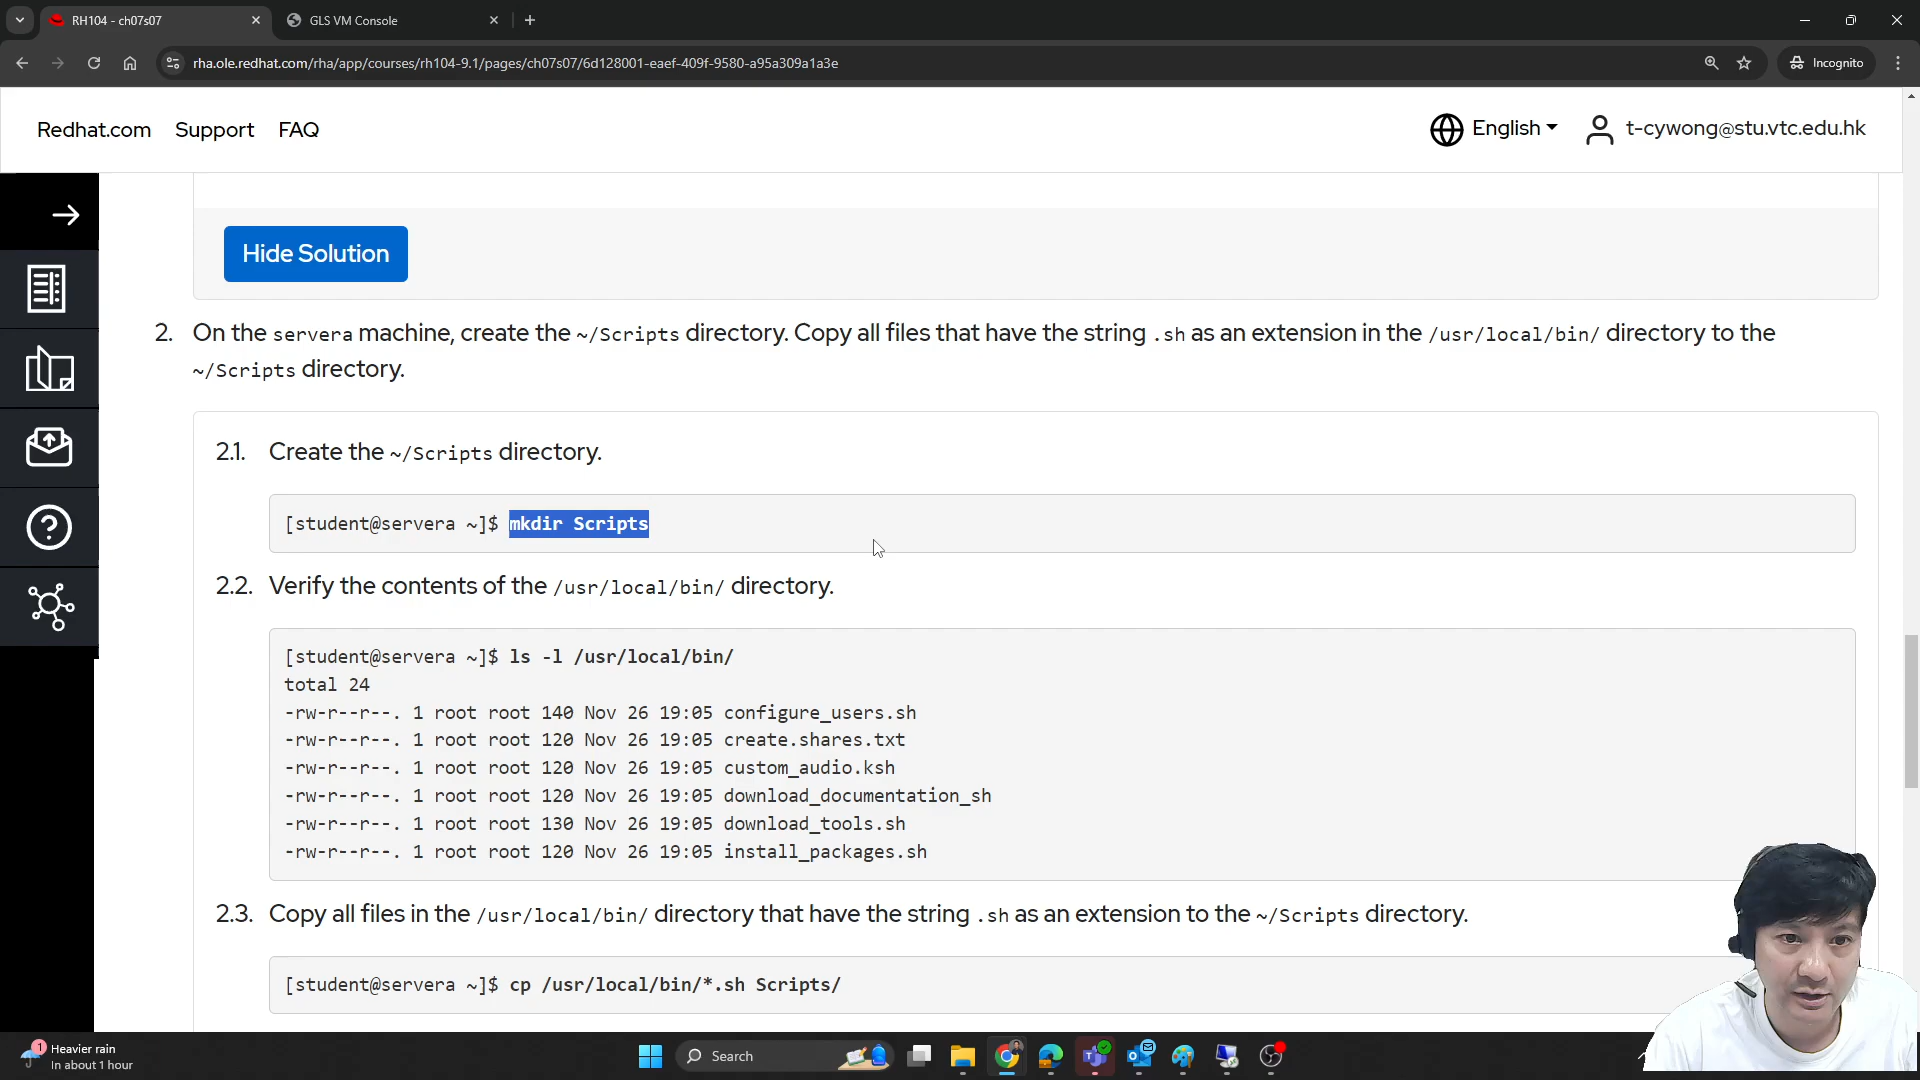 RH104 - ch07s07
GLS VM Console
rha.ole.redhat.com/rha/app/courses/rh104-9.1/pages/ch07s07/6d128001-eaef-409f-9580-a95a309a1a3e
Incognito
Redhat.com Support FAQ
English
t-cywong@stu.vtc.edu.hk
Hide Solution
2. On the servera machine, create the ~/Scripts directory. Copy all files that have the string .sh as an extension in the /usr/local/bin/ directory to the
~/Scripts directory.
2.1. Create the ~/Scripts directory.
[student@servera ~]$ mkdir Scripts
2.2. Verify the contents of the /usr/local/bin/ directory.
[student@servera ~]$ ls -l /usr/local/bin/
total 24
-rw-r--r--. 1 root root 140 Nov 26 19:05 configure_users.sh
-rw-r--r--. 1 root root 120 Nov 26 19:05 create.shares.txt
-rw-r--r--. 1 root root 120 Nov 26 19:05 custom_audio.ksh
-rw-r--r--. 1 root root 120 Nov 26 19:05 download_documentation_sh
-rw-r--r--. 1 root root 130 Nov 26 19:05 download_tools.sh
-rw-r--r--. 1 root root 120 Nov 26 19:05 install_packages.sh
2.3. Copy all files in the /usr/local/bin/ directory that have the string .sh as an extension to the ~/Scripts directory.
[student@servera ~]$ cp /usr/local/bin/*.sh Scripts/
1
Heavier rain
In about 1 hour
Search